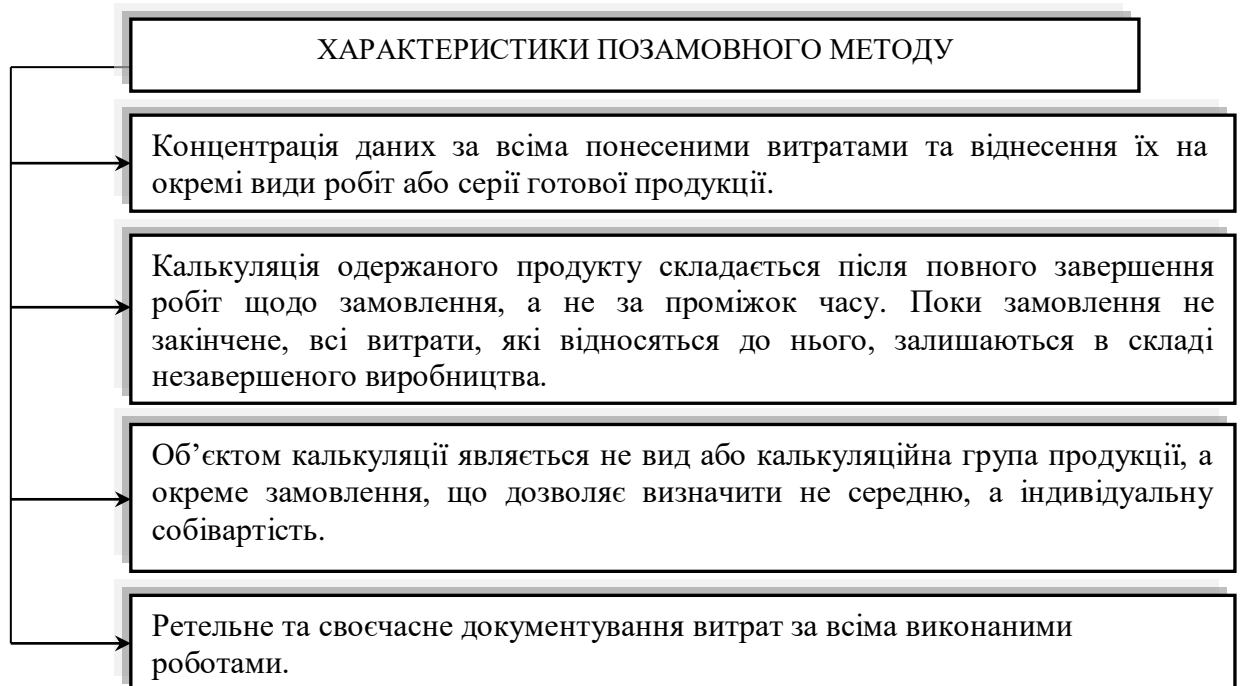 ХАРАКТЕРИСТИКИ ПОЗАМОВНОГО МЕТОДУ
Концентрація даних за всіма понесеними витратами та віднесення їх на
окремі види робіт або серії готової продукції.
Калькуляція одержаного продукту складається після повного завершення
робіт щодо замовлення, а не за проміжок часу. Поки замовлення не
закінчене, всі витрати, які відносяться до нього, залишаються в складі
незавершеного виробництва.
Об’єктом калькуляції являється не вид або калькуляційна група продукції, а
окреме замовлення, що дозволяє визначити не середню, а індивідуальну
собівартість.
Ретельне та своєчасне документування витрат за всіма виконаними
роботами.